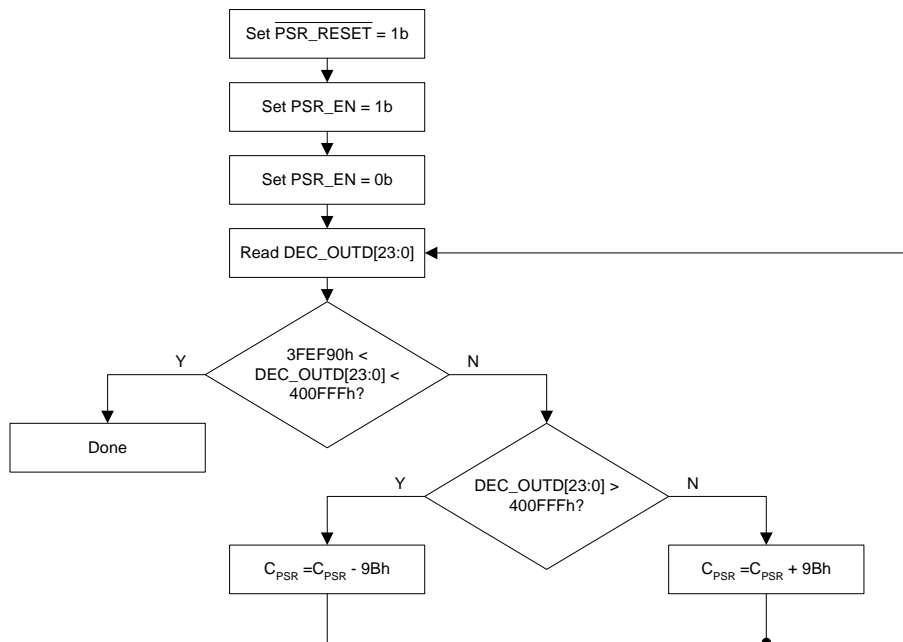 Set PSR_RESET = 1b
Set PSR_EN = 1b
Set PSR_EN = 0b
Read DEC_OUTD[23:0]
3FEF90h <
DEC_OUTD[23:0] <
400FFFh?
Y
N
Done
DEC_OUTD[23:0] >
400FFFh?
Y
N
CPSR =CPSR - 9Bh
CPSR =CPSR + 9Bh